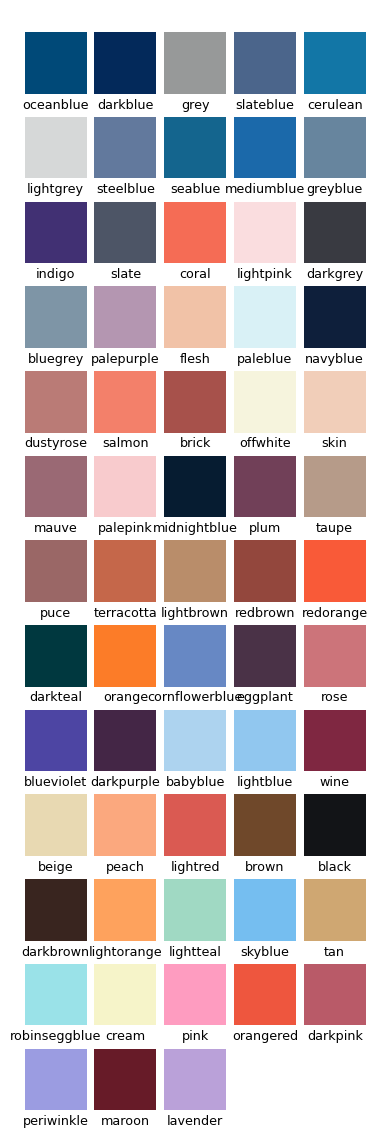 oceanblue darkblue grey slateblue cerulean
lightgrey steelblue seablue mediumblue greyblue
indigo slate coral lightpink darkgrey
bluegrey palepurple flesh paleblue navyblue
dustyrose salmon brick offwhite skin
mauve palepink midnightblue plum taupe
puce terracotta lightbrown redbrown redorange
darkteal orange cornflowerblue eggplant rose
blueviolet darkpurple babyblue lightblue wine
beige peach lightred brown black
darkbrown lightorange lightteal skyblue tan
robinseggblue cream pink orangered darkpink
periwinkle maroon lavender